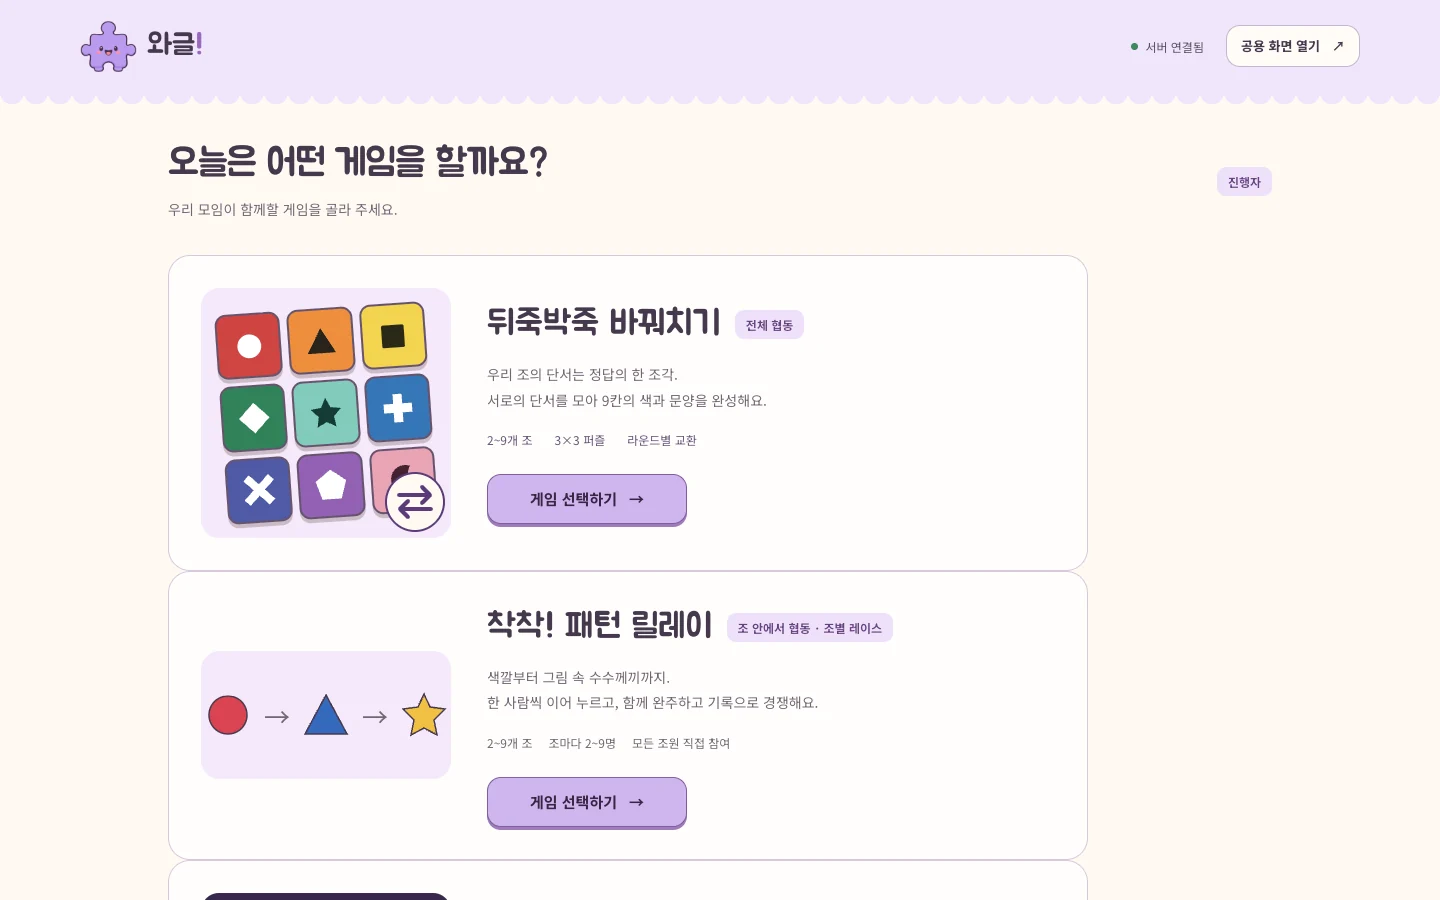 와글!
서버 연결됨
공용 화면 열기 ↗
오늘은 어떤 게임을 할까요?
진행자
우리 모임이 함께할 게임을 골라 주세요.
뒤죽박죽 바꿔치기
전체 협동
우리 조의 단서는 정답의 한 조각.
서로의 단서를 모아 9칸의 색과 문양을 완성해요.
2~9개 조 3×3 퍼즐 라운드별 교환
게임 선택하기 →
착착! 패턴 릴레이
조 안에서 협동 · 조별 레이스
색깔부터 그림 속 수수께끼까지.
한 사람씩 이어 누르고, 함께 완주하고 기록으로 경쟁해요.
2~9개 조 조마다 2~9명 모든 조원 직접 참여
게임 선택하기 →